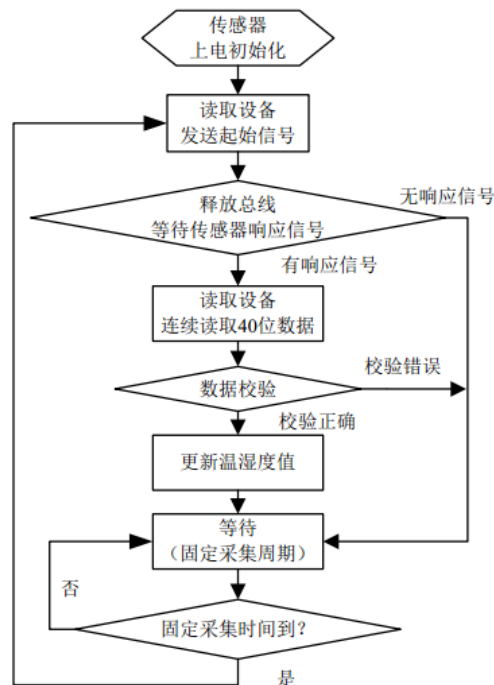 传感器
上电初始化
读取设备
发送起始信号
释放总线
等待传感器响应信号
无响应信号
有响应信号
读取设备
连续读取40位数据
数据校验
校验错误
校验正确
更新温湿度值
等待
（固定采集周期）
否
固定采集时间到？
是